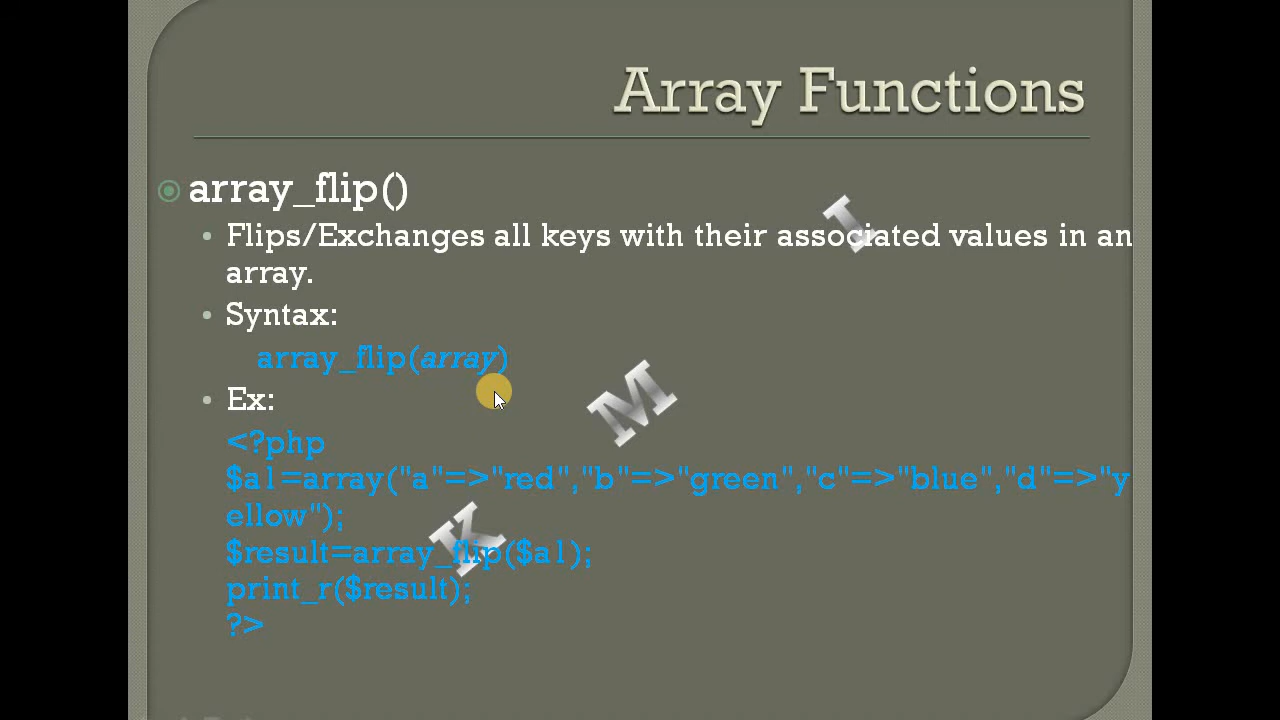 Array Functions
array_flip()
Flips/Exchanges all keys with their associated values in an
array.
Syntax:
array_flip(array)
Ex:
<?php
$a1=array("a"=>"red","b"=>"green","c"=>"blue","d"=>"y
ellow");
$result=array_flip($a1);
print_r($result);
?>
K M I